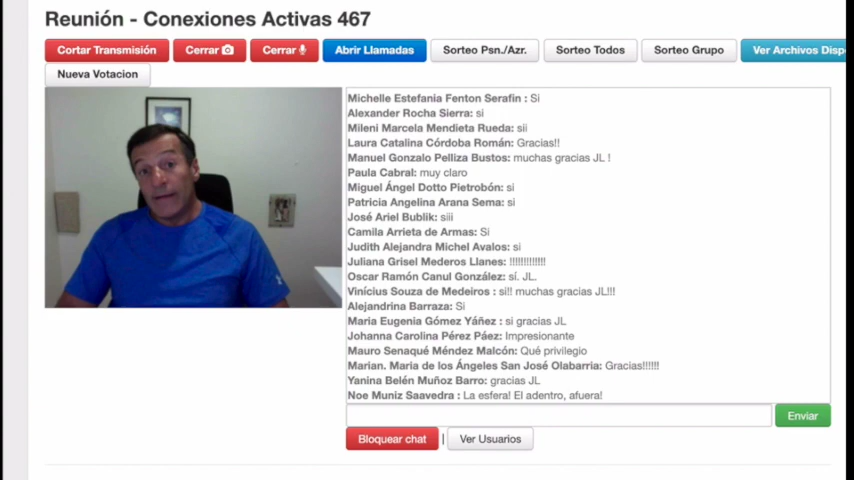 Reunión - Conexiones Activas 467
Cortar Transmisión Cerrar Cerrar Abrir Llamadas Sorteo Psn./Azr. Sorteo Todos Sorteo Grupo Ver Archivos Disp
Nueva Votacion
Michelle Estefania Fenton Serafin : Si
Alexander Rocha Sierra: si
Mileni Marcela Mendieta Rueda: sii
Laura Catalina Córdoba Román: Gracias!!
Manuel Gonzalo Pelliza Bustos: muchas gracias JL !
Paula Cabral: muy claro
Miguel Ángel Dotto Pietrobón: si
Patricia Angelina Arana Sema: si
José Ariel Bublik: siii
Camila Arrieta de Armas: Si
Judith Alejandra Michel Avalos: si
Juliana Grisel Mederos Llanes: !!!!!!!!!!!!!
Oscar Ramón Canul González: sí. JL.
Vinícius Souza de Medeiros : si!! muchas gracias JL!!!
Alejandrina Barraza: Si
Maria Eugenia Gómez Yáñez : si gracias JL
Johanna Carolina Pérez Páez: Impresionante
Mauro Senaqué Méndez Malcón: Qué privilegio
Marian. Maria de los Ángeles San José Olabarria: Gracias!!!!!!
Yanina Belén Muñoz Barro: gracias JL
Noe Muniz Saavedra : La esfera! El adentro, afuera!
Enviar
Bloquear chat | Ver Usuarios